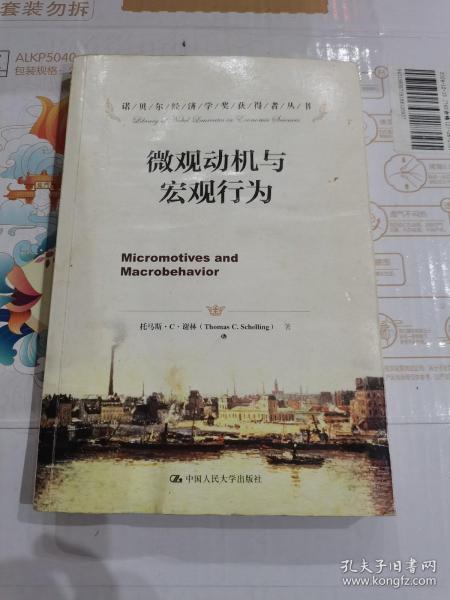 套装勿拆
ALKP5040
包装规格
诺/贝/尔/经/济/学/奖/获/得/者/丛/书
Library of Nobel Laureates in Economic Sciences
微观动机与
宏观行为
Micromotives and
Macrobehavior
托马斯·C·谢林（Thomas C. Schelling） 著
中国人民大学出版社
孔夫子旧书网
www.kongfz.com